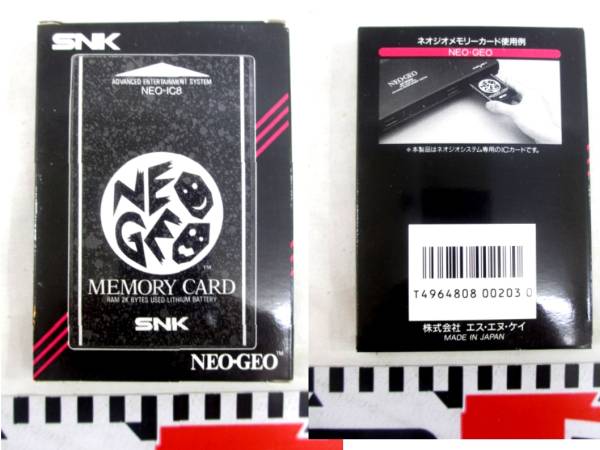 SNK
ADVANCED ENTERTAINMENT SYSTEM
NEO-IC8
NEO
GEO
™
MEMORY CARD
RAM 2K BYTES USED LITHIUM BATTERY
SNK
NEO•GEO™
ネオジオメモリーカード使用例
NEO•GEO
NEO•GEO
＊本製品はネオジオシステム専用のICカードです。
T4964808 00203 0
株式会社 エス・エヌ・ケイ
MADE IN JAPAN